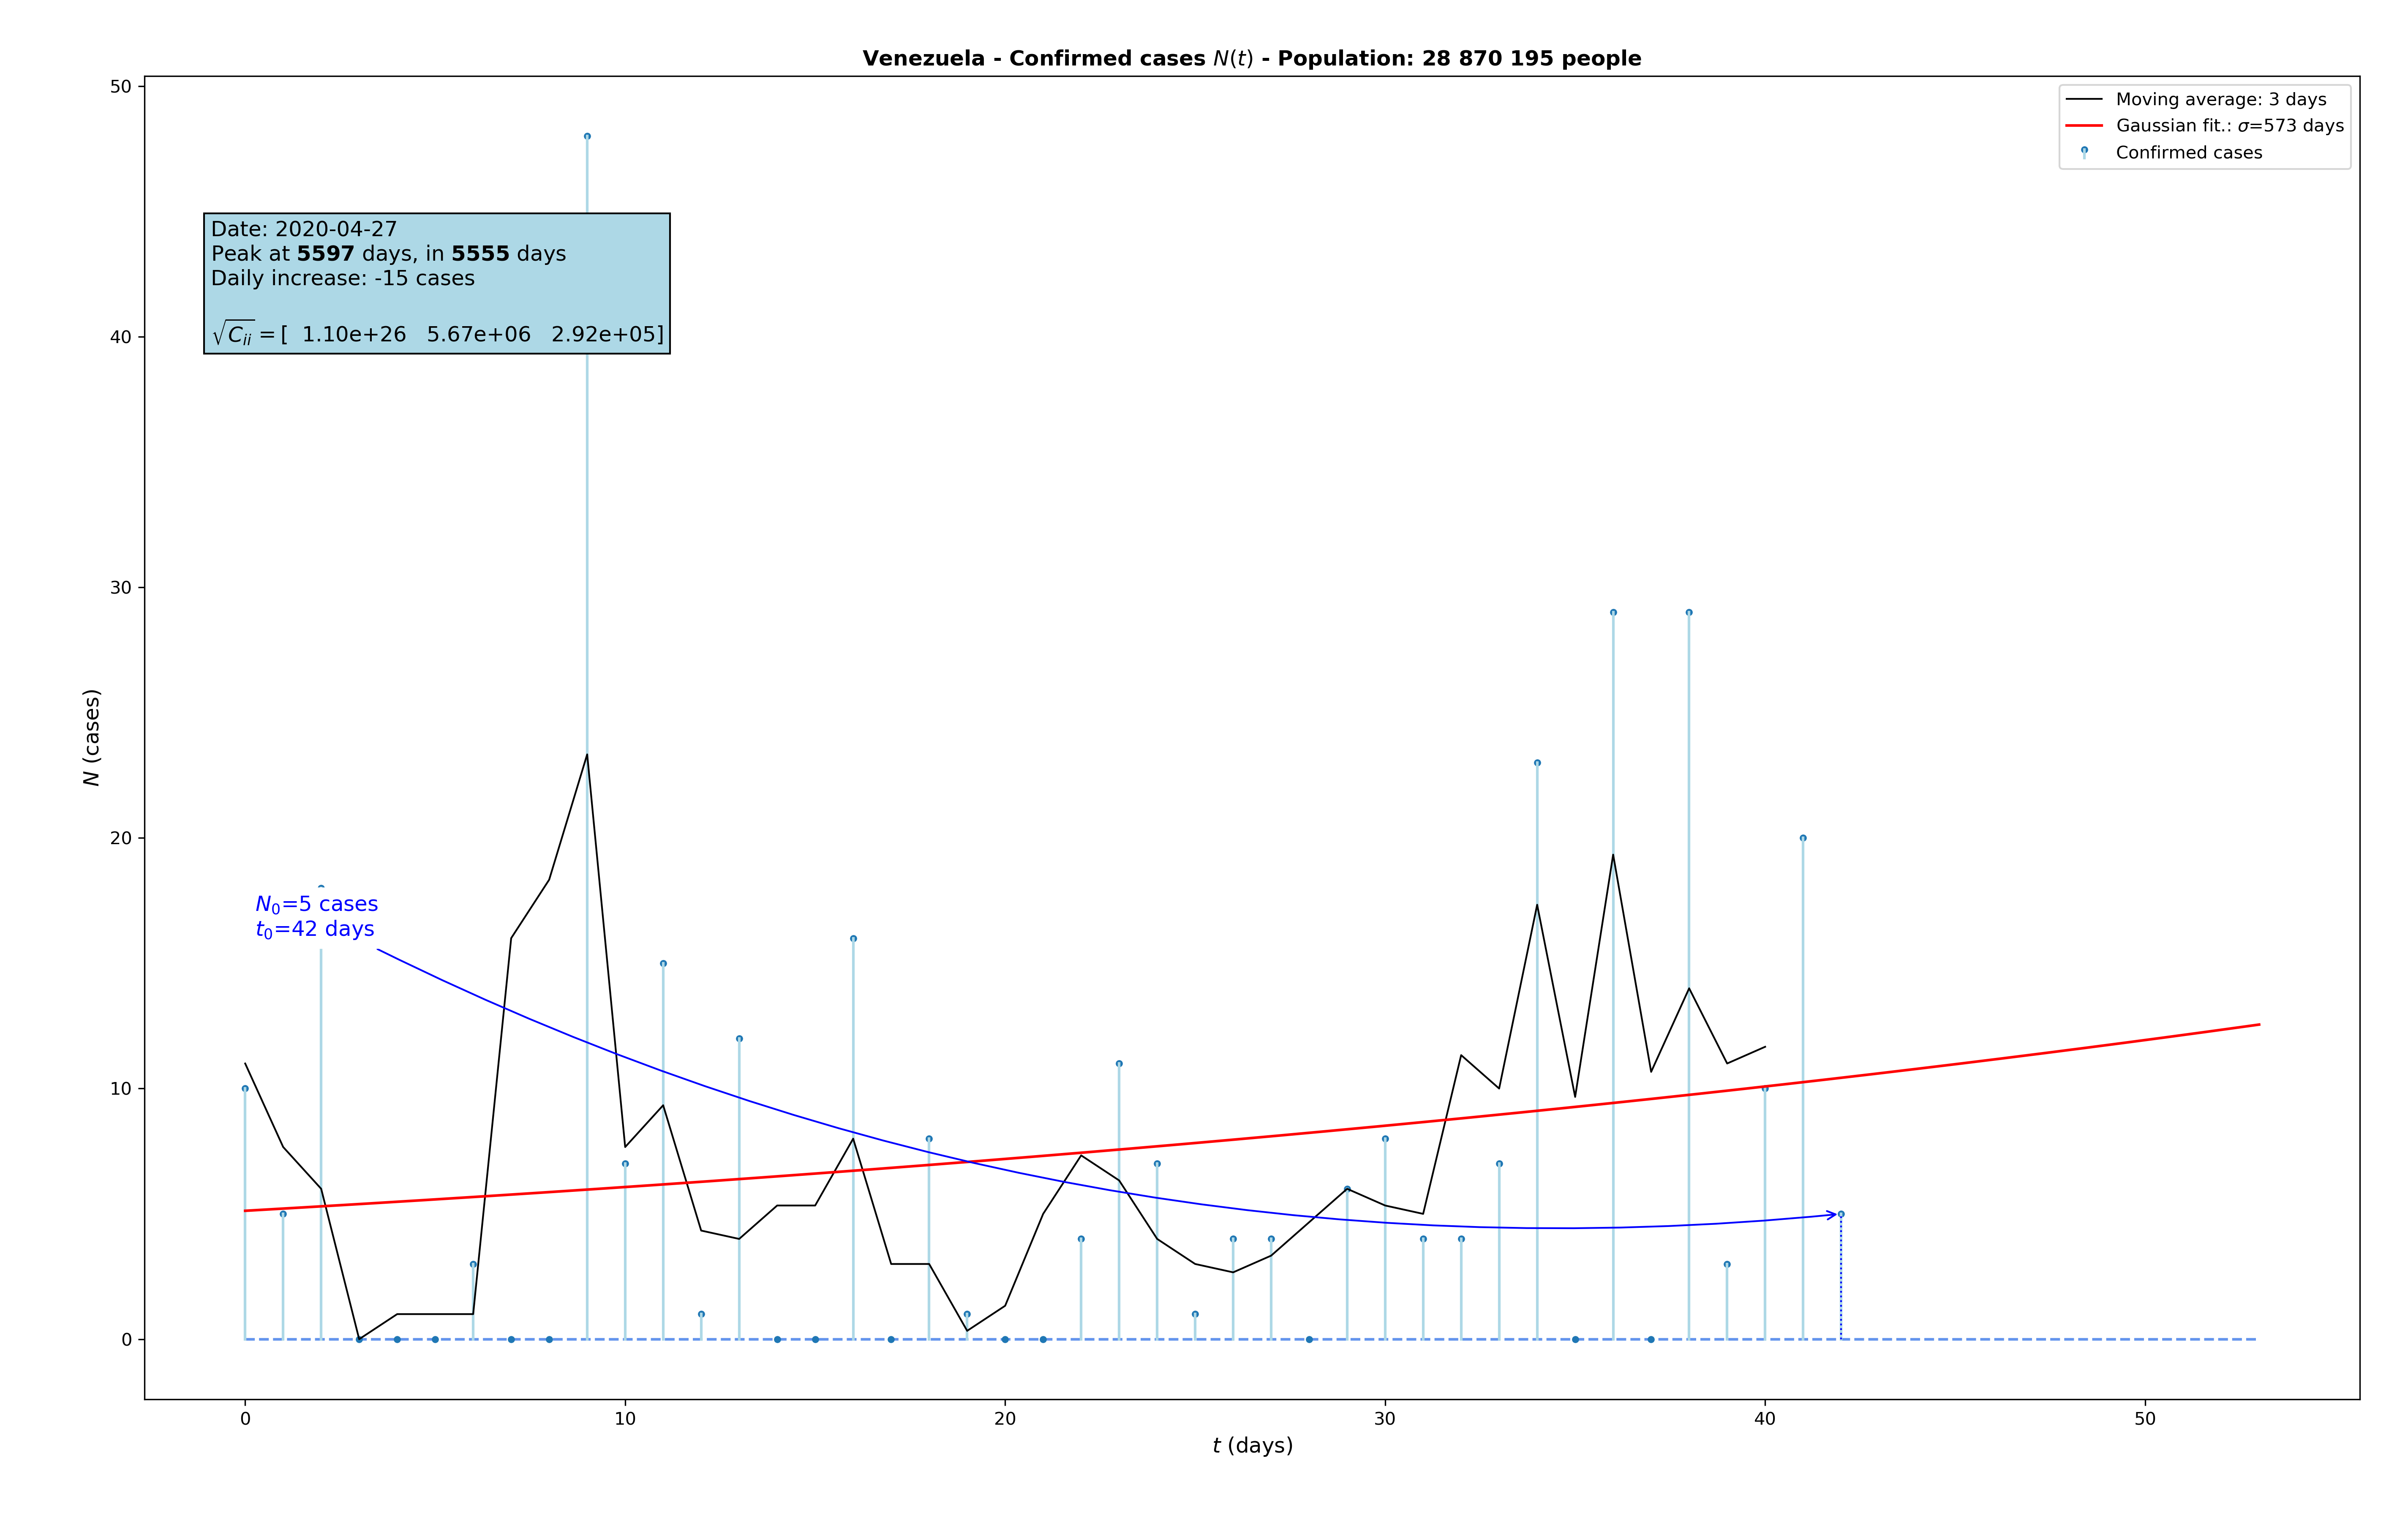 Venezuela - Confirmed cases N(t) - Population: 28 870 195 people
50
40
30
20
10
0
N (cases)
Moving average: 3 days
Gaussian fit.: σ=573 days
Confirmed cases
Date: 2020-04-27
Peak at 5597 days, in 5555 days
Daily increase: -15 cases
√C_ii = [ 1.10e+26 5.67e+06 2.92e+05]
N₀=5 cases
t₀=42 days
0 10 20 30 40 50
t (days)